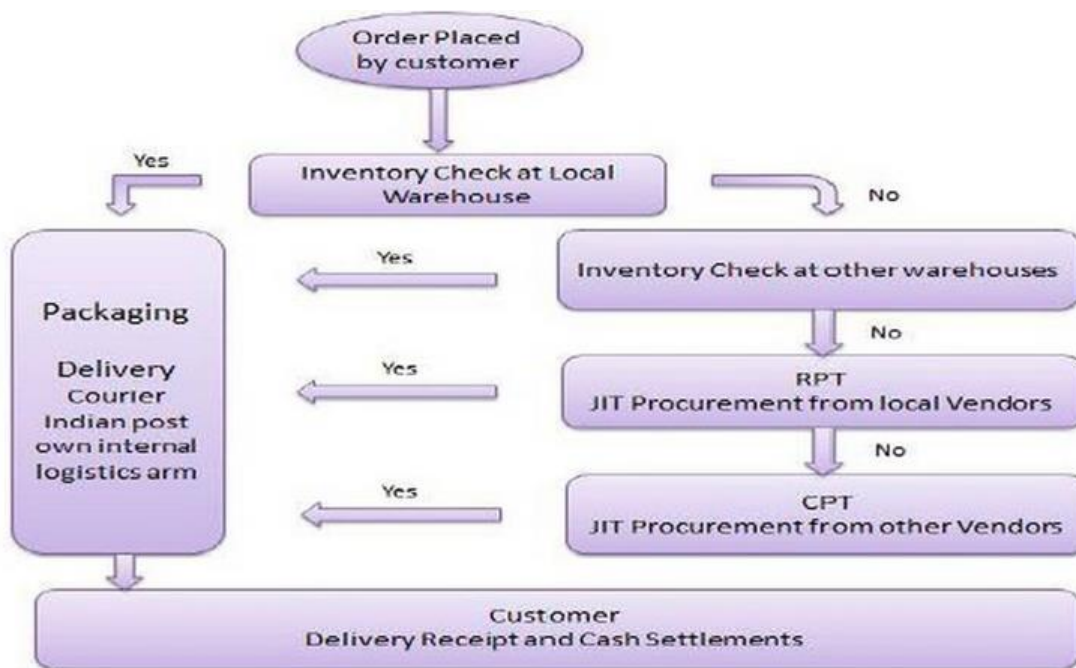 Order Placed
by customer
Yes
Inventory Check at Local
Warehouse
No
Yes
Inventory Check at other warehouses
Packaging
No
Delivery
Courier
Indian post
own internal
logistics arm
Yes
RPT
JIT Procurement from local Vendors
No
Yes
CPT
JIT Procurement from other Vendors
Customer
Delivery Receipt and Cash Settlements